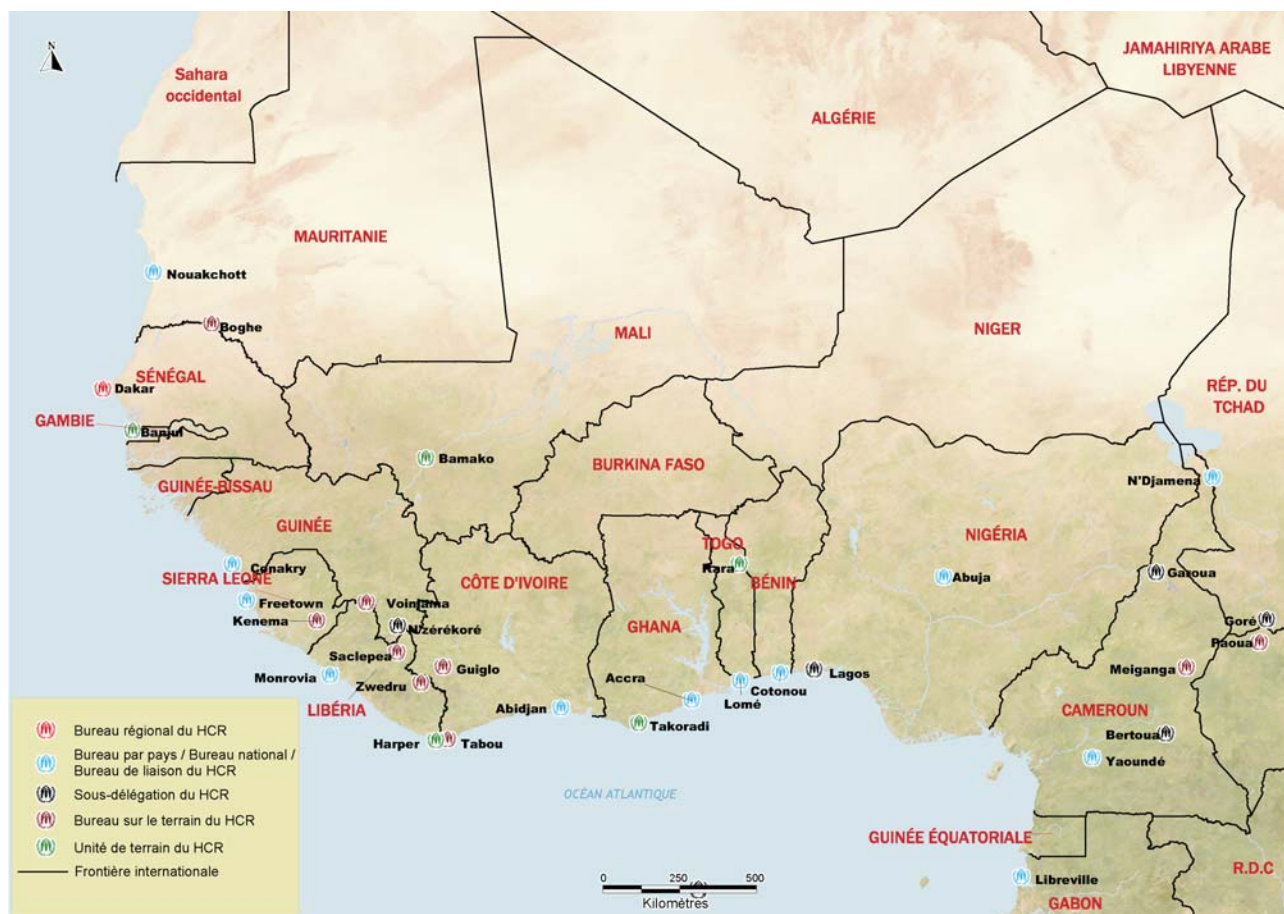 N
JAMAHIRIYA ARABE
LIBYENNE
Sahara
occidental
ALGÉRIE
MAURITANIE
Nouakchott
Boghe
MALI
NIGER
SÉNÉGAL
Dakar
RÉP. DU
TCHAD
GAMBIE
Banjul
Bamako
BURKINA FASO
N'Djamena
GUINÉE-BISSAU
GUINÉE
NIGÉRIA
TOGO
Kara
BÉNIN
Conakry
SIERRA LEONE
CÔTE D'IVOIRE
Abuja
Garoua
Freetown
Voinjama
Kenema
N'zérékoré
GHANA
Goré
Paoua
Saclepea
Guiglo
Meiganga
Monrovia
Zwedru
Accra
Cotonou
Lagos
Lomé
LIBÉRIA
Abidjan
CAMEROUN
Takoradi
Bertoua
Harper
Tabou
Yaoundé
OCÉAN ATLANTIQUE
GUINÉE ÉQUATORIALE
R.D.C
Libreville
GABON
Bureau régional du HCR
Bureau par pays / Bureau national /
Bureau de liaison du HCR
Sous-délégation du HCR
Bureau sur le terrain du HCR
Unité de terrain du HCR
Frontière internationale
0 250 500
Kilomètres